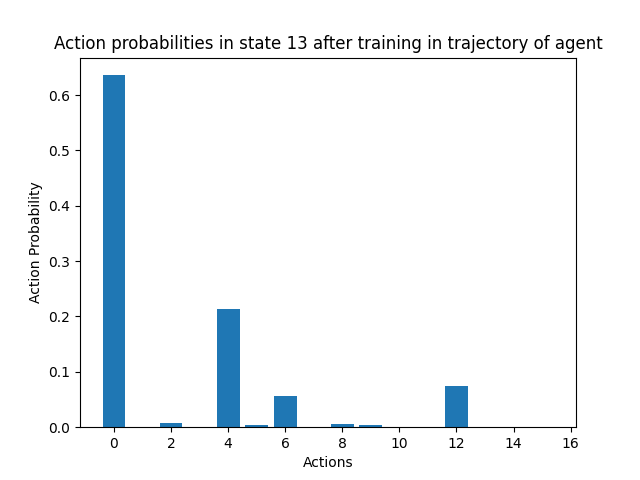 Action probabilities in state 13 after training in trajectory of agent
0.6
0.5
0.4
0.3
0.2
0.1
0.0
Action Probability
0 2 4 6 8 10 12 14 16
Actions